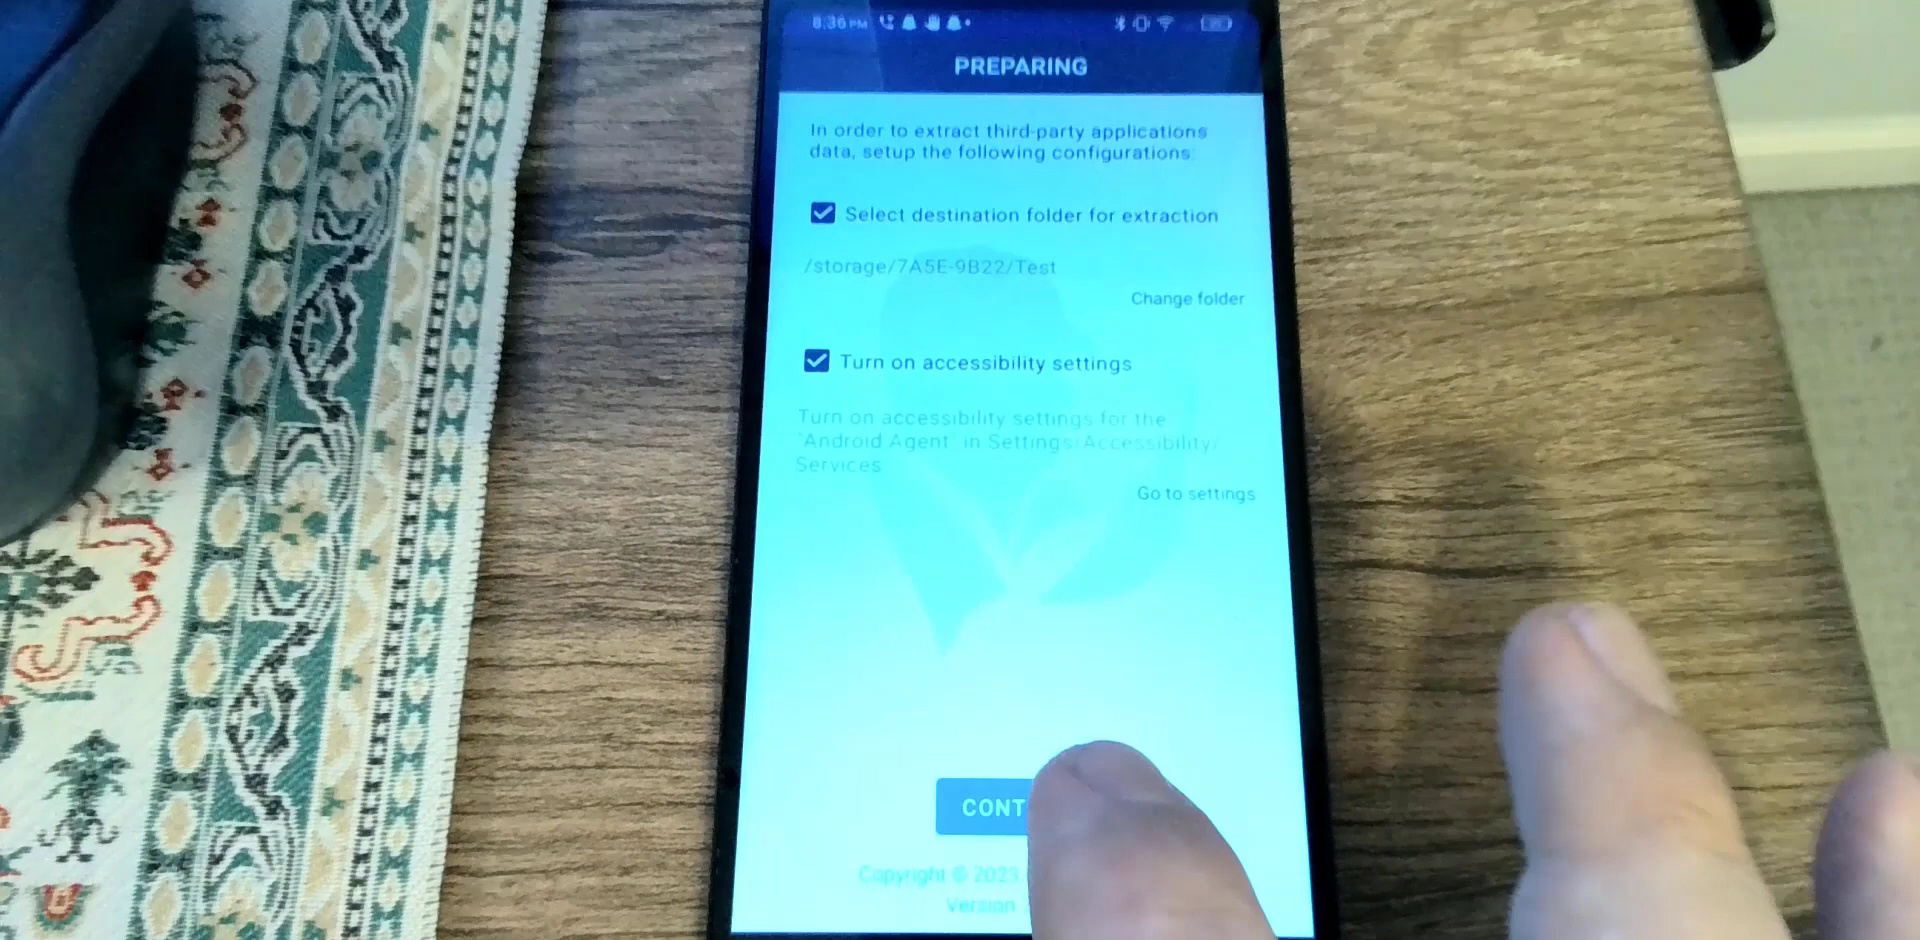 8:36 PM
PREPARING
In order to extract third-party applications
data, setup the following configurations:
Select destination folder for extraction
/storage/7A5E-9B22/Test
Change folder
Turn on accessibility settings
Turn on accessibility settings for the
"Android Agent" in Settings/Accessibility/
Services
Go to settings
CONT
Copyright © 2023
Version